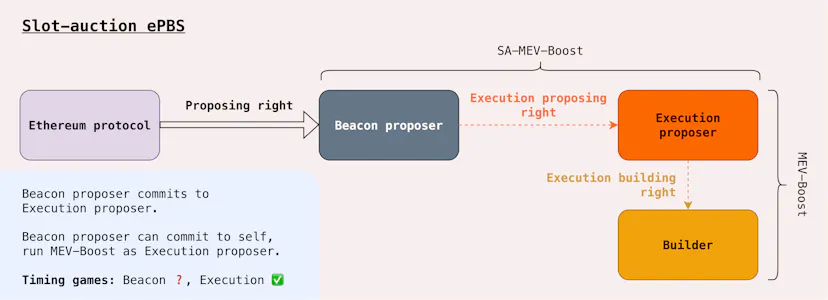 Slot-auction ePBS
SA-MEV-Boost
Ethereum protocol
Proposing right
Beacon proposer
Execution proposing
right
Execution
proposer
Execution building
right
Builder
MEV-Boost
Beacon proposer commits to
Execution proposer.
Beacon proposer can commit to self,
run MEV-Boost as Execution proposer.
Timing games: Beacon ❓, Execution ✅